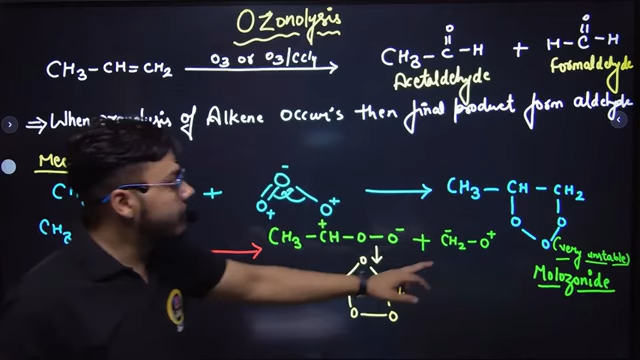 Ozonolysis
CH3-CH=CH2 O3 or O3/CCl4 CH3-C-H + H-C-H
O O
Acetaldehyde Formaldehyde
⇒ When of Alkene occur's then final product form aldehyde
+ O O+ O+ - CH3-CH-CH2
O O O
CH3-CH-O-O- + CH2-O+
+ -
(very unstable)
Molozonide
O
O-O